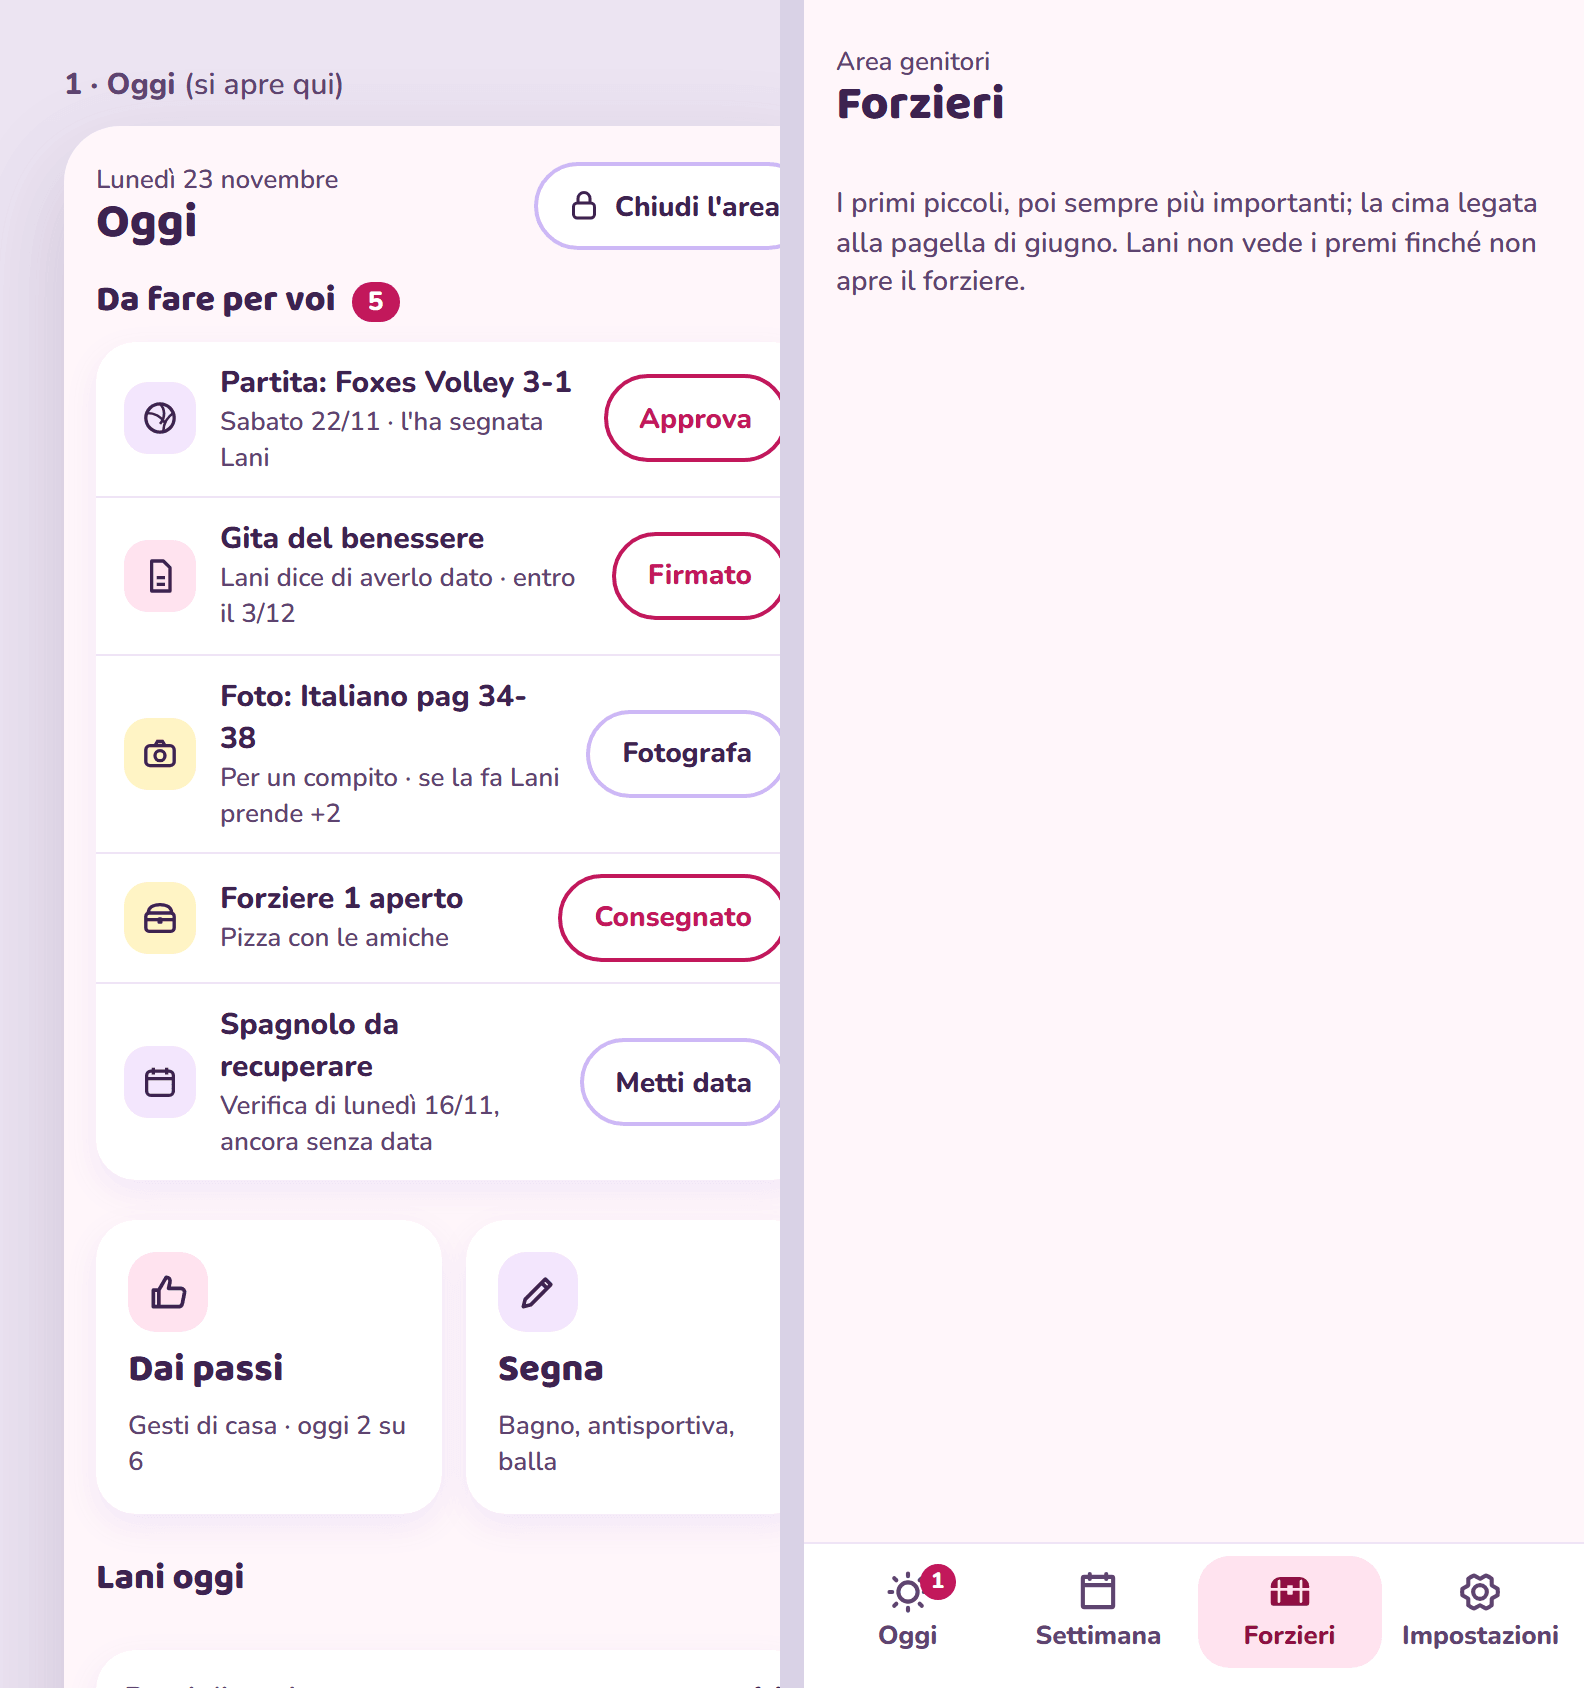 1 · Oggi (si apre qui)
Lunedì 23 novembre
Oggi
Chiudi l'area
Da fare per voi 5
Partita: Foxes Volley 3-1
Sabato 22/11 · l'ha segnata
Lani
Approva
Gita del benessere
Lani dice di averlo dato · entro
il 3/12
Firmato
Foto: Italiano pag 34-
38
Per un compito · se la fa Lani
prende +2
Fotografa
Forziere 1 aperto
Pizza con le amiche
Consegnato
Spagnolo da
recuperare
Verifica di lunedì 16/11,
ancora senza data
Metti data
Dai passi
Gesti di casa · oggi 2 su
6
Segna
Bagno, antisportiva,
balla
Lani oggi
Area genitori
Forzieri
I primi piccoli, poi sempre più importanti; la cima legata
alla pagella di giugno. Lani non vede i premi finché non
apre il forziere.
1
Oggi
Settimana
Forzieri
Impostazioni